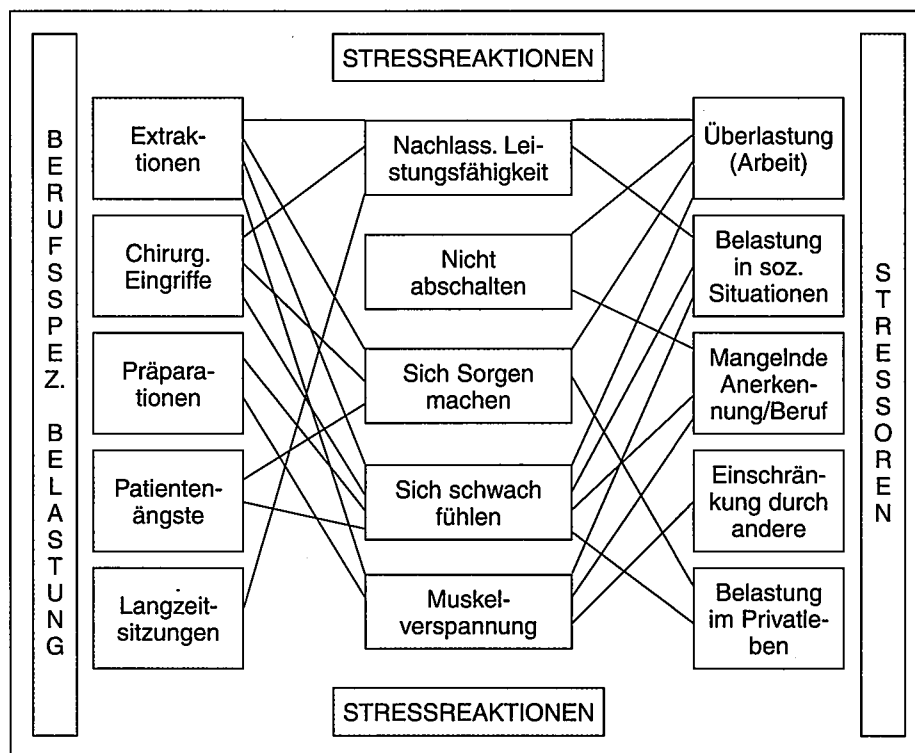 STRESSREAKTIONEN
BERUFSSPEZ. BELASTUNG
Extrak-
tionen
Chirurg.
Eingriffe
Präpara-
tionen
Patienten-
ängste
Langzeit-
sitzungen
Nachlass. Lei-
stungsfähigkeit
Nicht
abschalten
Sich Sorgen
machen
Sich schwach
fühlen
Muskel-
verspannung
Überlastung
(Arbeit)
Belastung
in soz.
Situationen
Mangelnde
Anerken-
nung/Beruf
Einschrän-
kung durch
andere
Belastung
im Privatle-
ben
STRESSOREN
STRESSREAKTIONEN